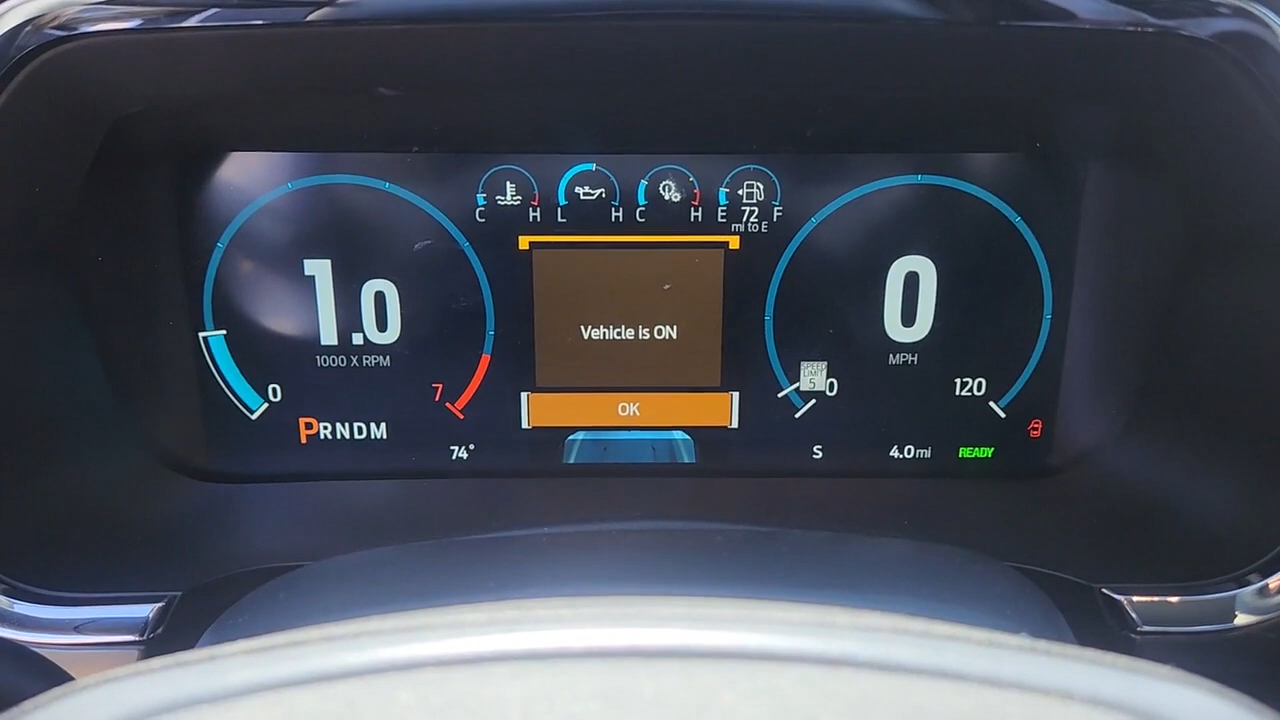 C H L H C H E 72 F
mi to E
1.0
1000 X RPM
0 7
PRNDM
74°
Vehicle is ON
OK
0
MPH
SPEED
LIMIT
5
0 120
S 4.0 mi READY